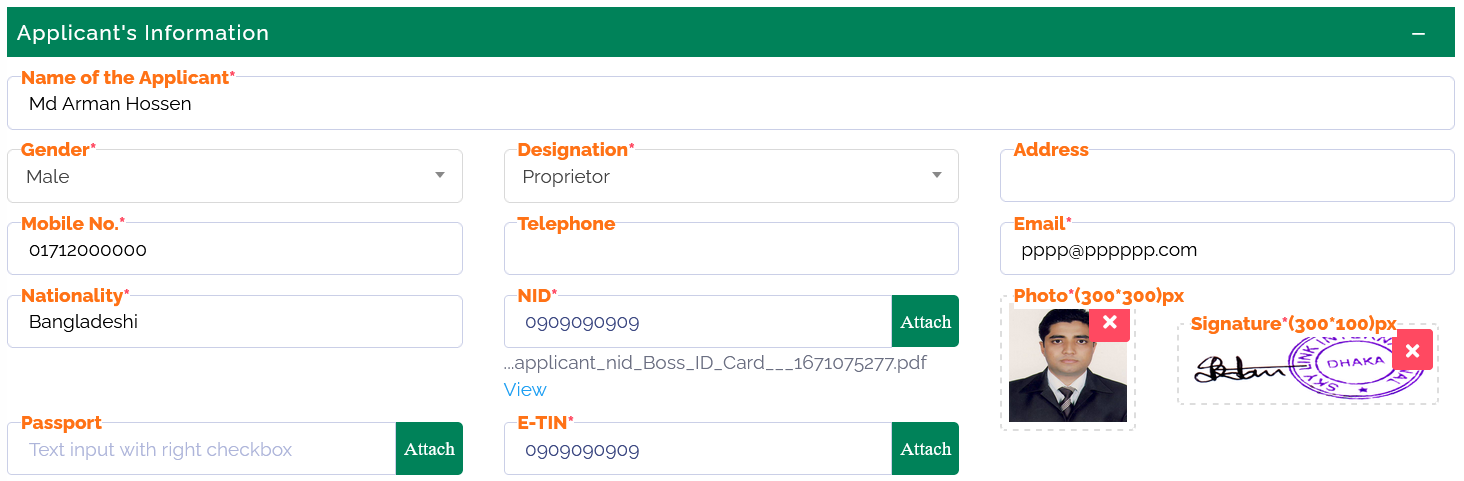 Applicant's Information
Name of the Applicant*
Md Arman Hossen
Gender*
Male
Designation*
Proprietor
Address
Mobile No.*
01712000000
Telephone
Email*
pppp@pppppp.com
Nationality*
Bangladeshi
NID*
0909090909
Attach
...applicant_nid_Boss_ID_Card___1671075277.pdf
View
Photo*(300*300)px
Signature*(300*100)px
SKY LINK
DHAKA
Passport
Text input with right checkbox
Attach
E-TIN*
0909090909
Attach